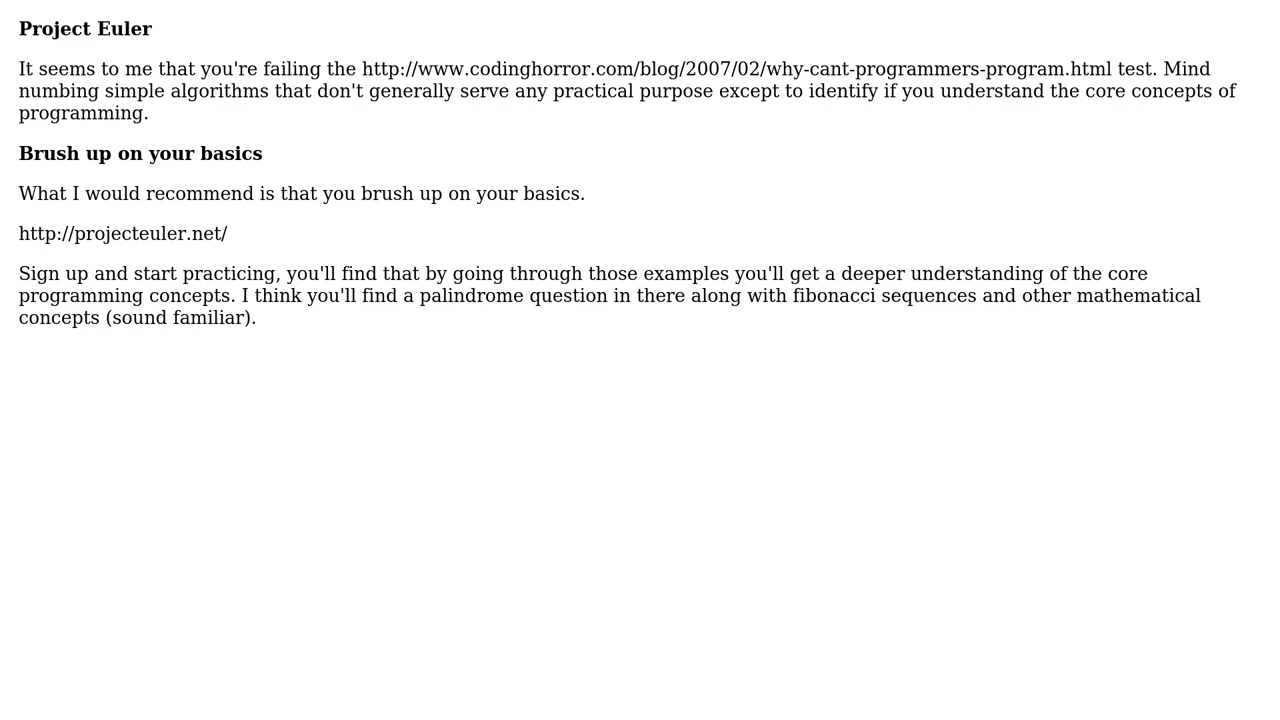 Project Euler
It seems to me that you're failing the http://www.codinghorror.com/blog/2007/02/why-cant-programmers-program.html test. Mind
numbing simple algorithms that don't generally serve any practical purpose except to identify if you understand the core concepts of
programming.
Brush up on your basics
What I would recommend is that you brush up on your basics.
http://projecteuler.net/
Sign up and start practicing, you'll find that by going through those examples you'll get a deeper understanding of the core
programming concepts. I think you'll find a palindrome question in there along with fibonacci sequences and other mathematical
concepts (sound familiar).